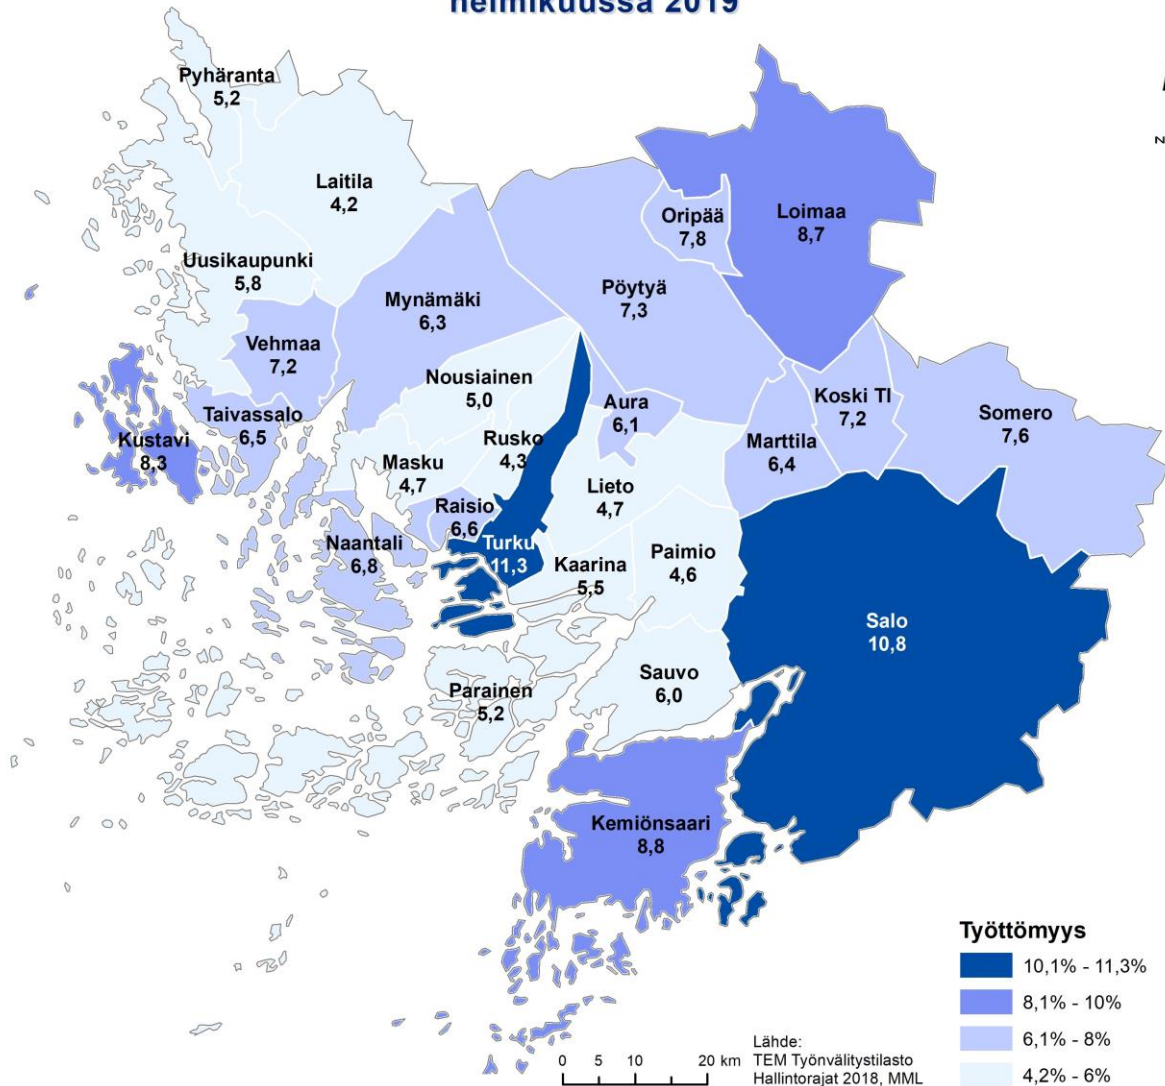 helmikuussa 2019
Pyhäranta
5,2
Laitila
4,2
Oripää
7,8
Loimaa
8,7
Uusikaupunki
5,8
Mynämäki
6,3
Pöytyä
7,3
Vehmaa
7,2
Nousiainen
5,0
Aura
6,1
Koski Tl
7,2
Somero
7,6
Taivassalo
6,5
Kustavi
8,3
Rusko
4,3
Marttila
6,4
Masku
4,7
Lieto
4,7
Raisio
6,6
Naantali
6,8
Turku
11,3
Kaarina
5,5
Paimio
4,6
Salo
10,8
Sauvo
6,0
Parainen
5,2
Kemiönsaari
8,8
Työttömyys
10,1% - 11,3%
8,1% - 10%
6,1% - 8%
4,2% - 6%
0 5 10 20 km
Lähde:
TEM Työnvälitystilasto
Hallintorajat 2018, MML